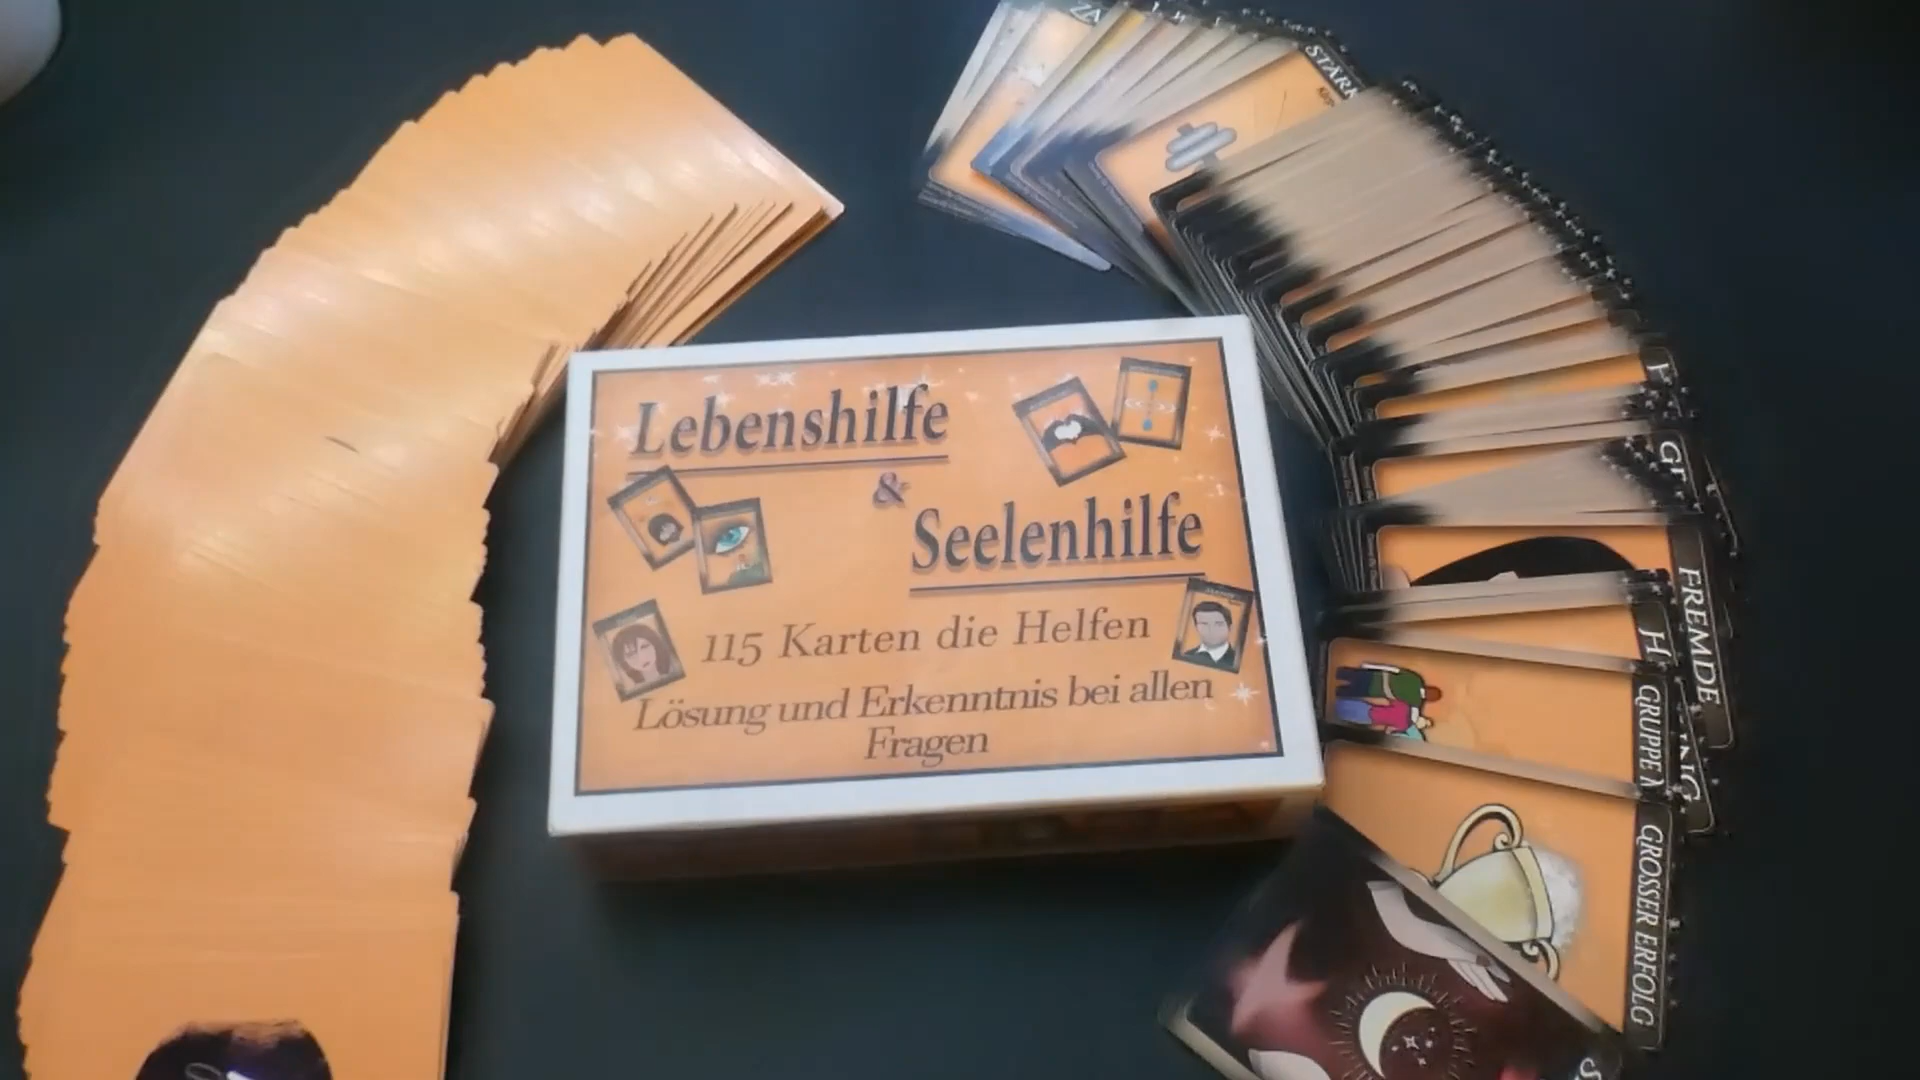 Lebenshilfe
&
Seelenhilfe
115 Karten die Helfen
Lösung und Erkenntnis bei allen
Fragen
FREMDE
GRUPPE
GROSSER ERFOLG